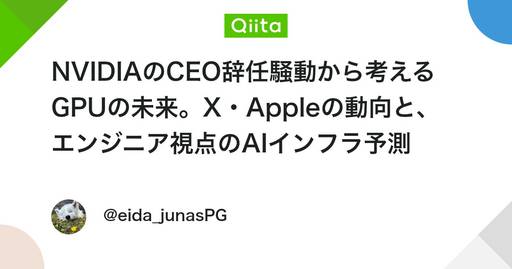 Qiita
NVIDIAのCEO辞任騒動から考える
GPUの未来。X・Appleの動向と、
エンジニア視点のAIインフラ予測
@eida_junasPG